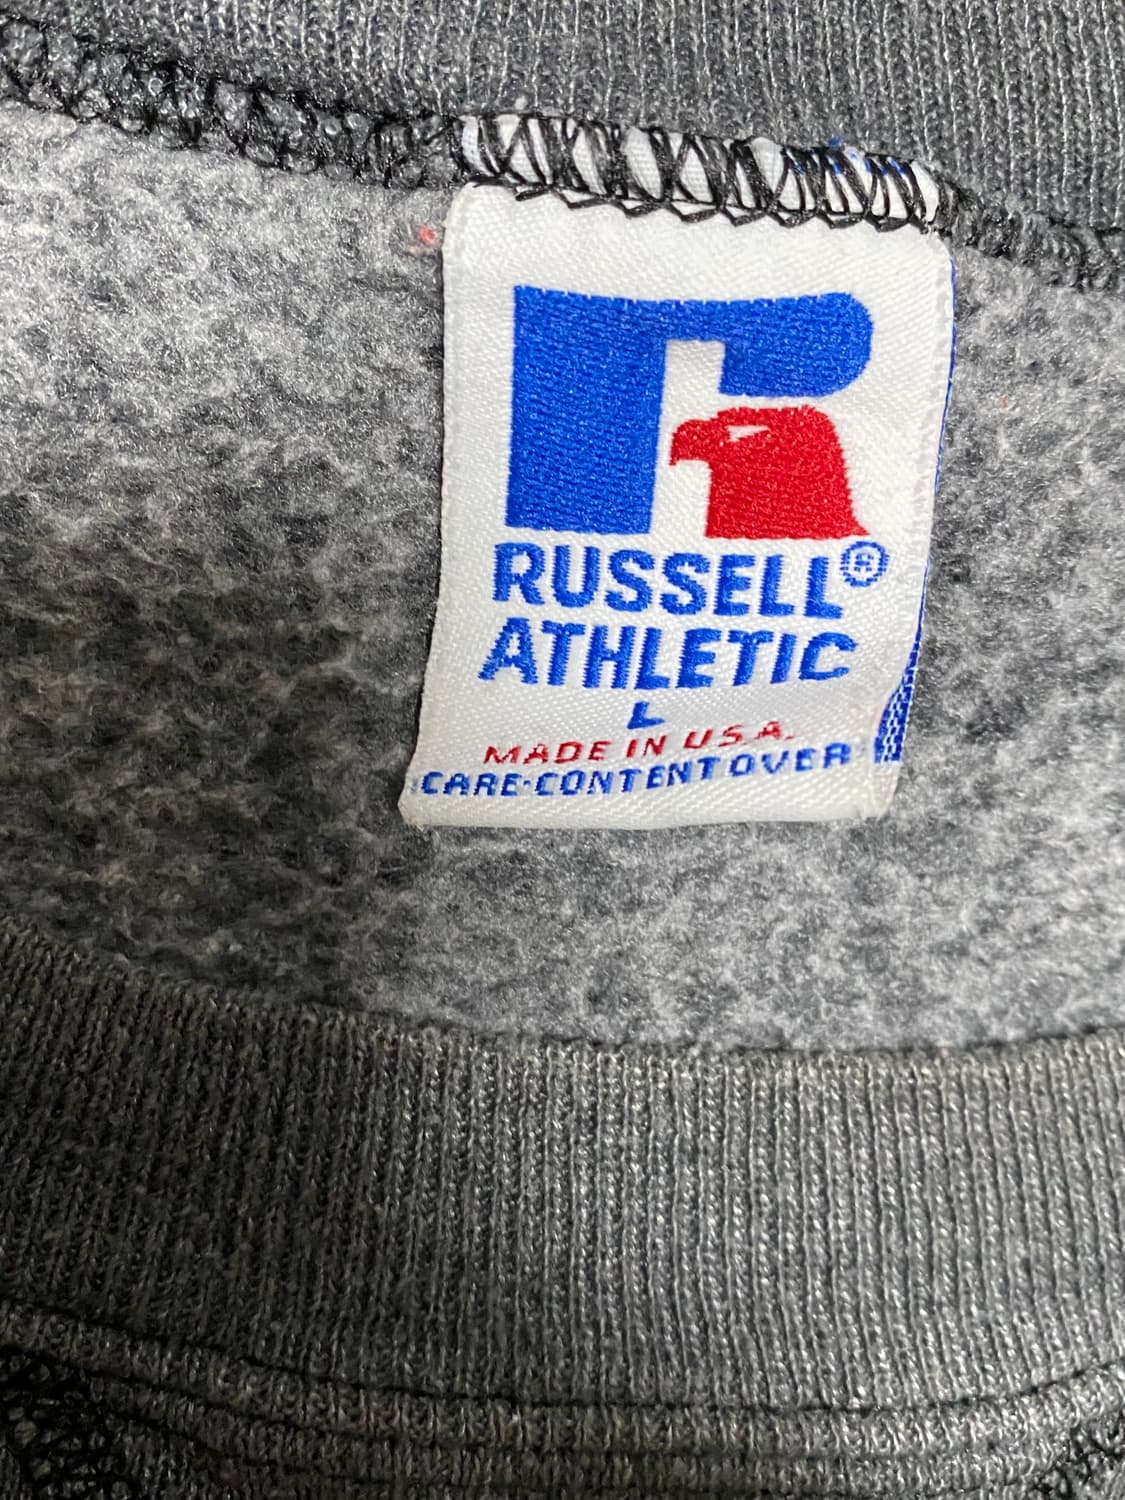 RUSSELL®
ATHLETIC
L
MADE IN U.S.A.
CARE·CONTENT OVER